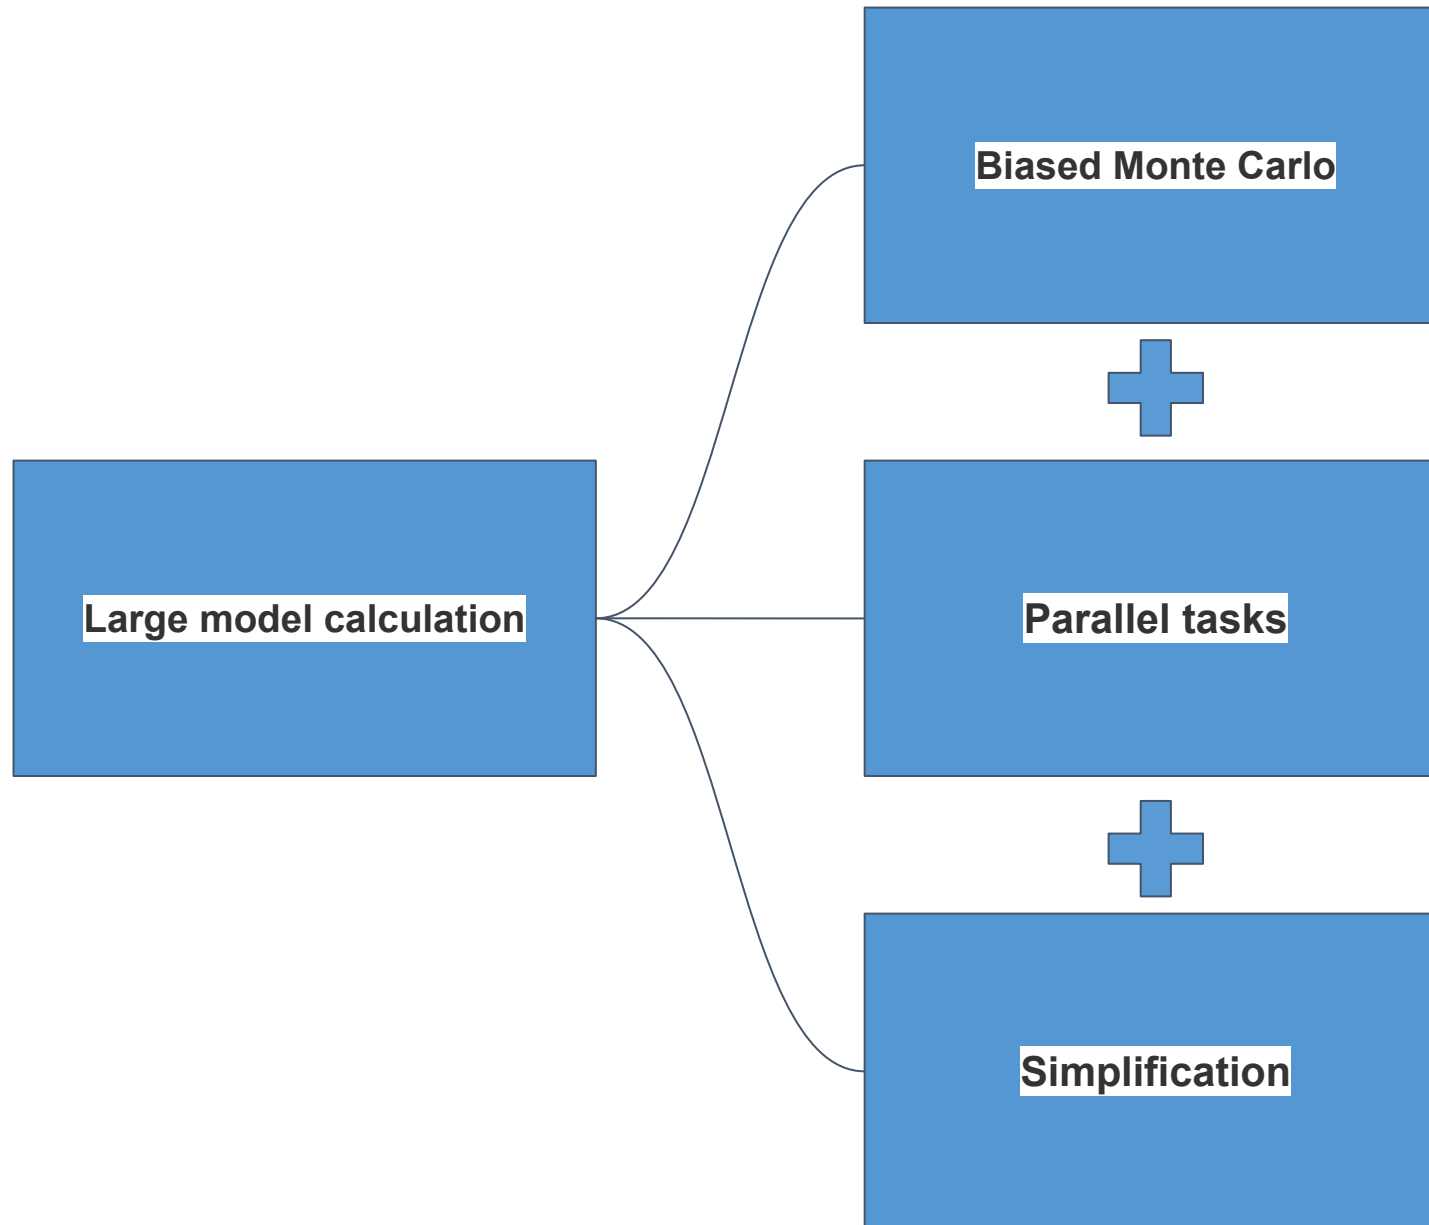 Biased Monte Carlo
Large model calculation
Parallel tasks
Simplification